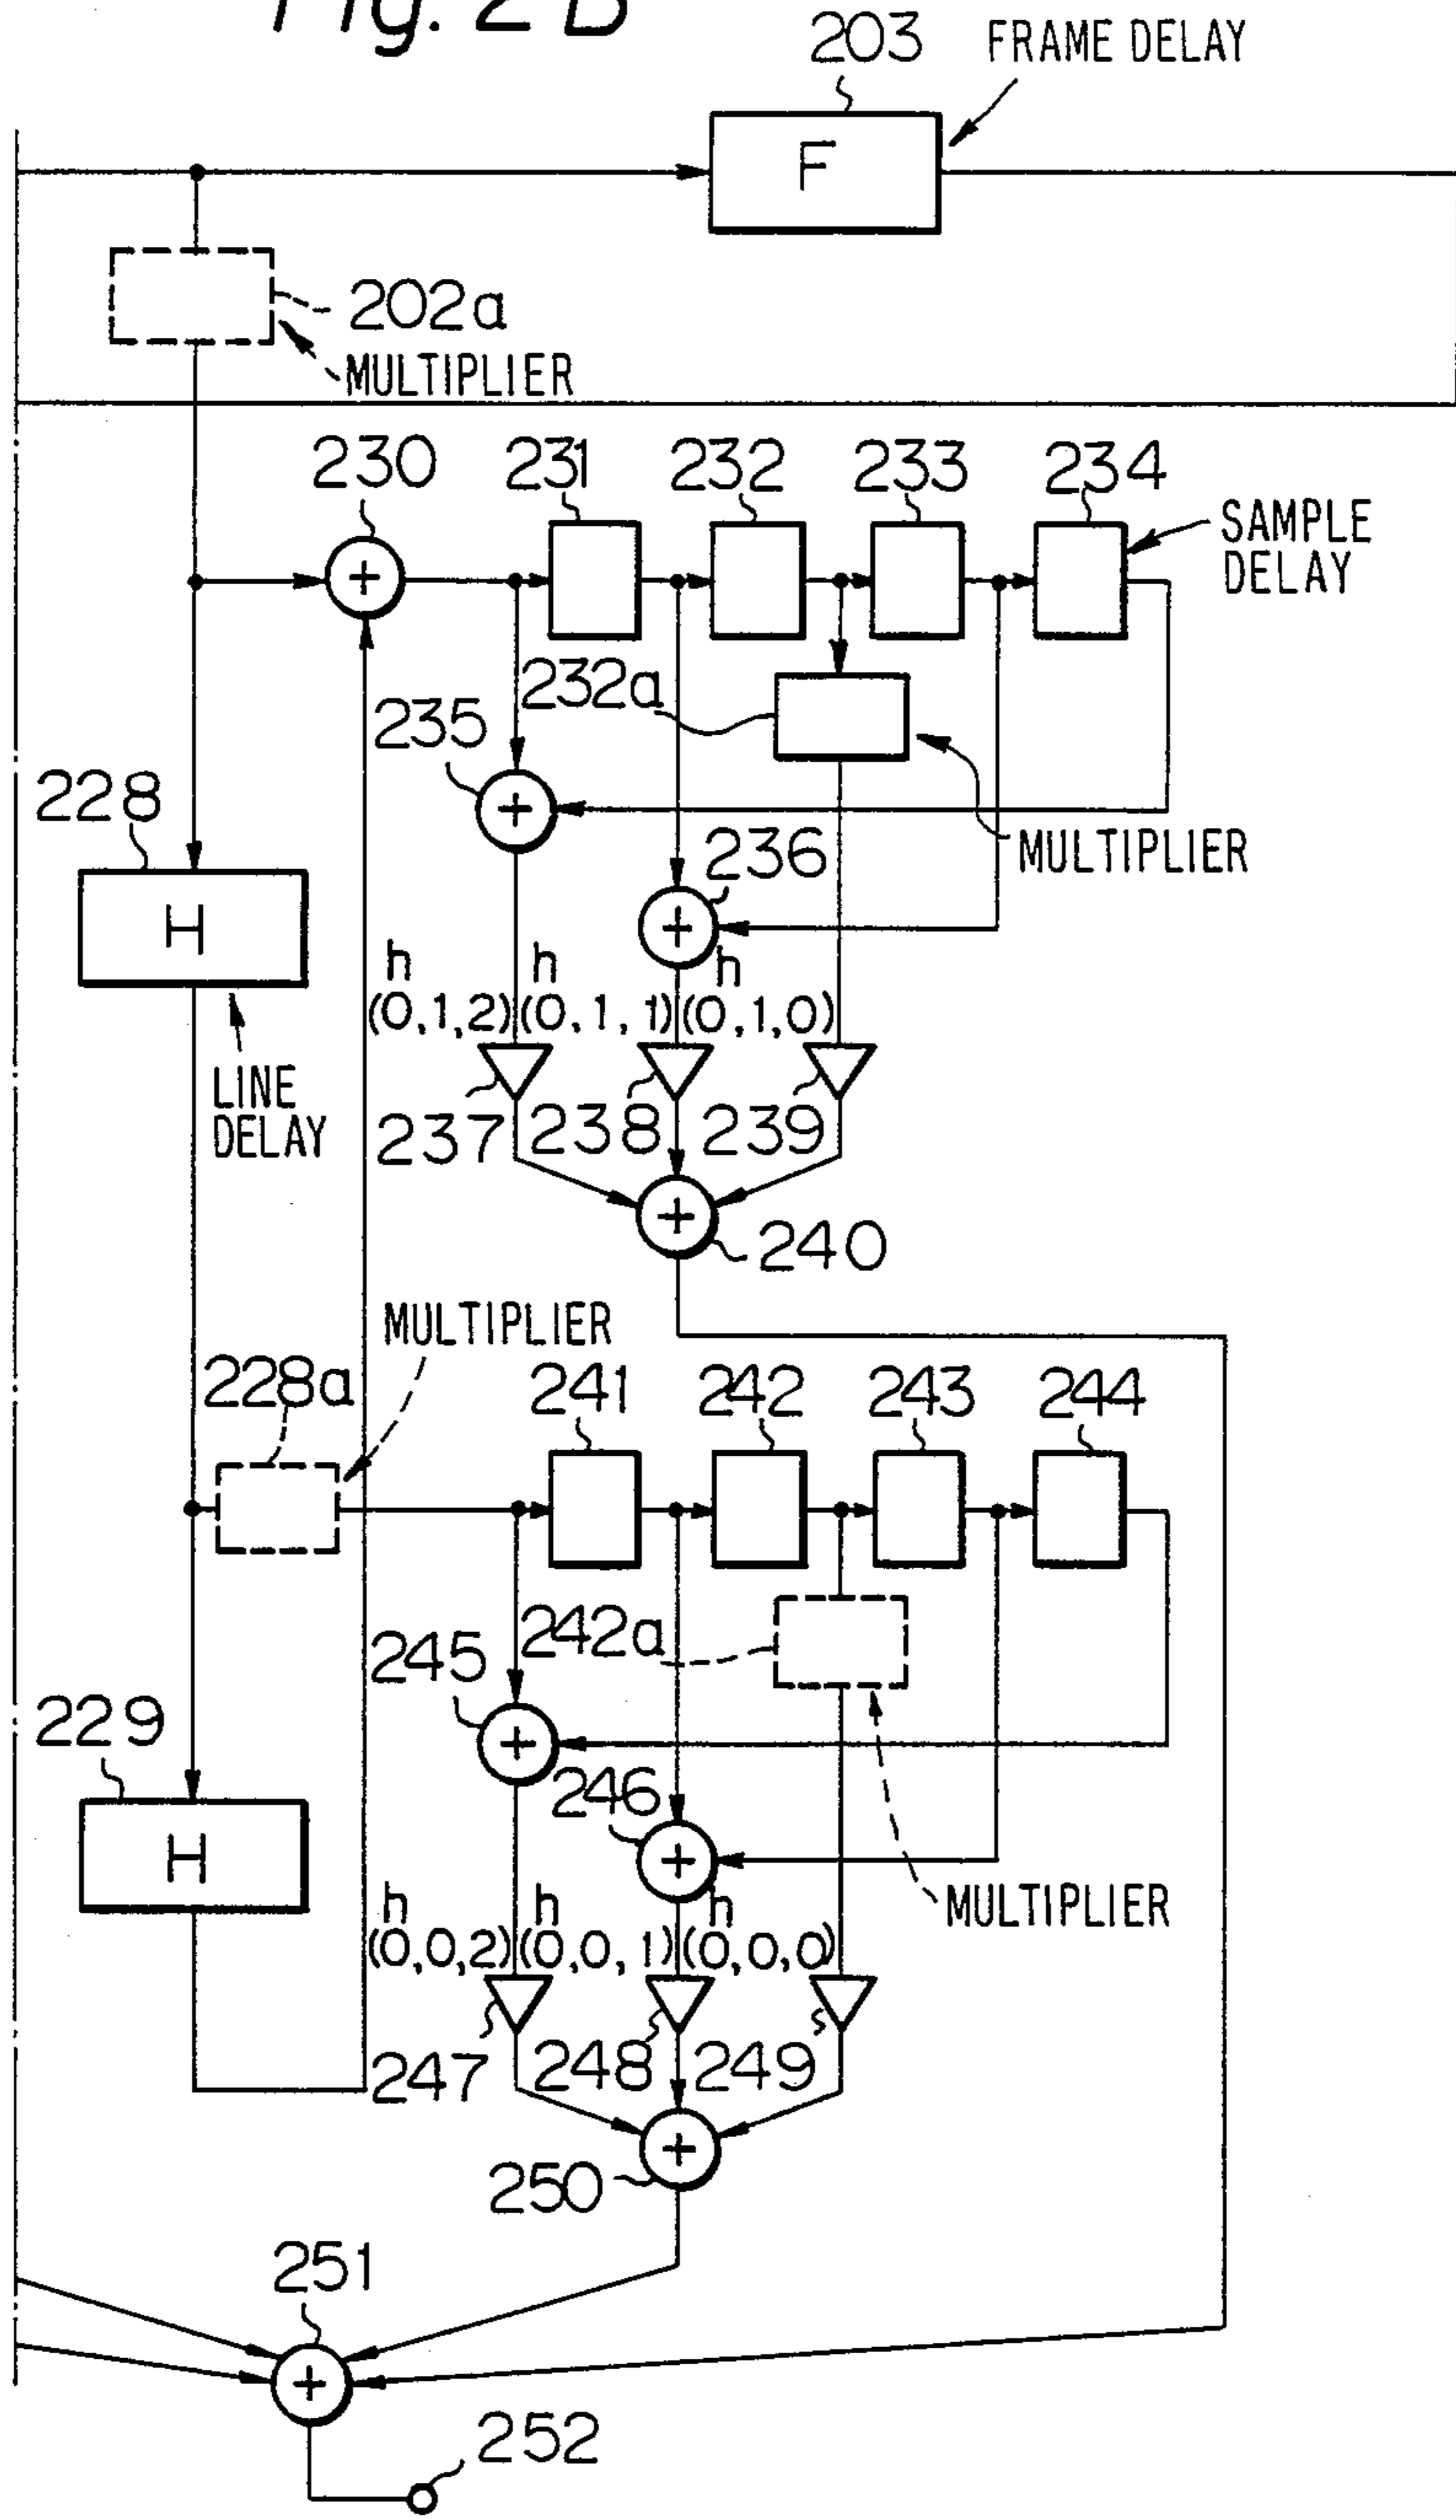 Fig. 2B
203
FRAME DELAY
F
202a
MULTIPLIER
230
231
232
233
234
SAMPLE
DELAY
+
232a
235
+
228
MULTIPLIER
236
H
+
h
h
h
(0,1,2)
(0,1,1)
(0,1,0)
LINE
DELAY
237
238
239
+
240
MULTIPLIER
228a
241
242
243
244
242a
245
229
+
246
H
+
h
h
h
MULTIPLIER
(0,0,2)
(0,0,1)
(0,0,0)
247
248
249
+
250
251
+
252